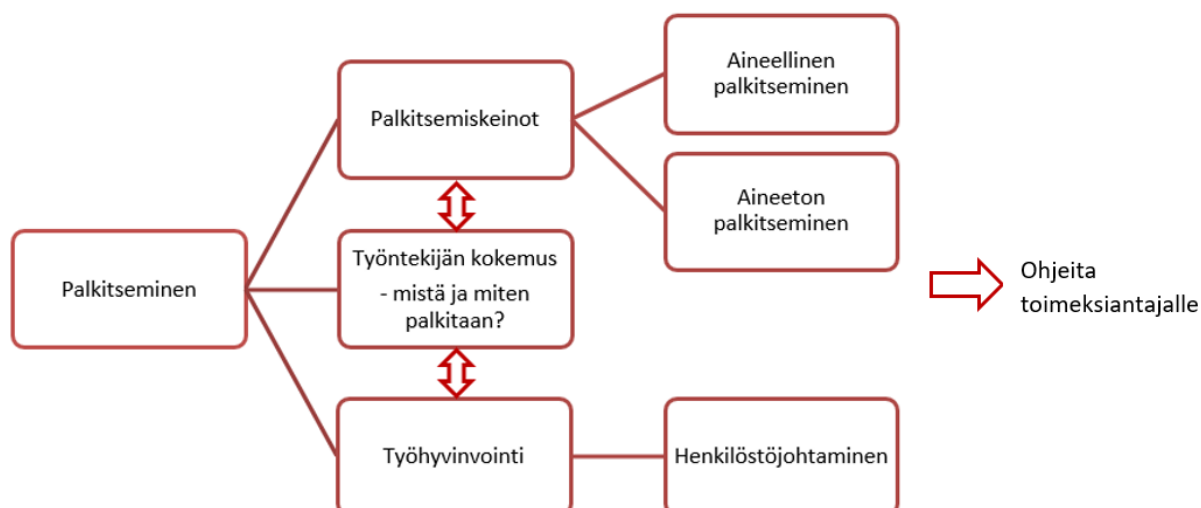 Palkitseminen
Palkitsemiskeinot
Työntekijän kokemus
- mistä ja miten
palkitaan?
Työhyvinvointi
Aineellinen
palkitseminen
Aineeton
palkitseminen
Henkilöstöjohtaminen
Ohjeita
toimeksiantajalle